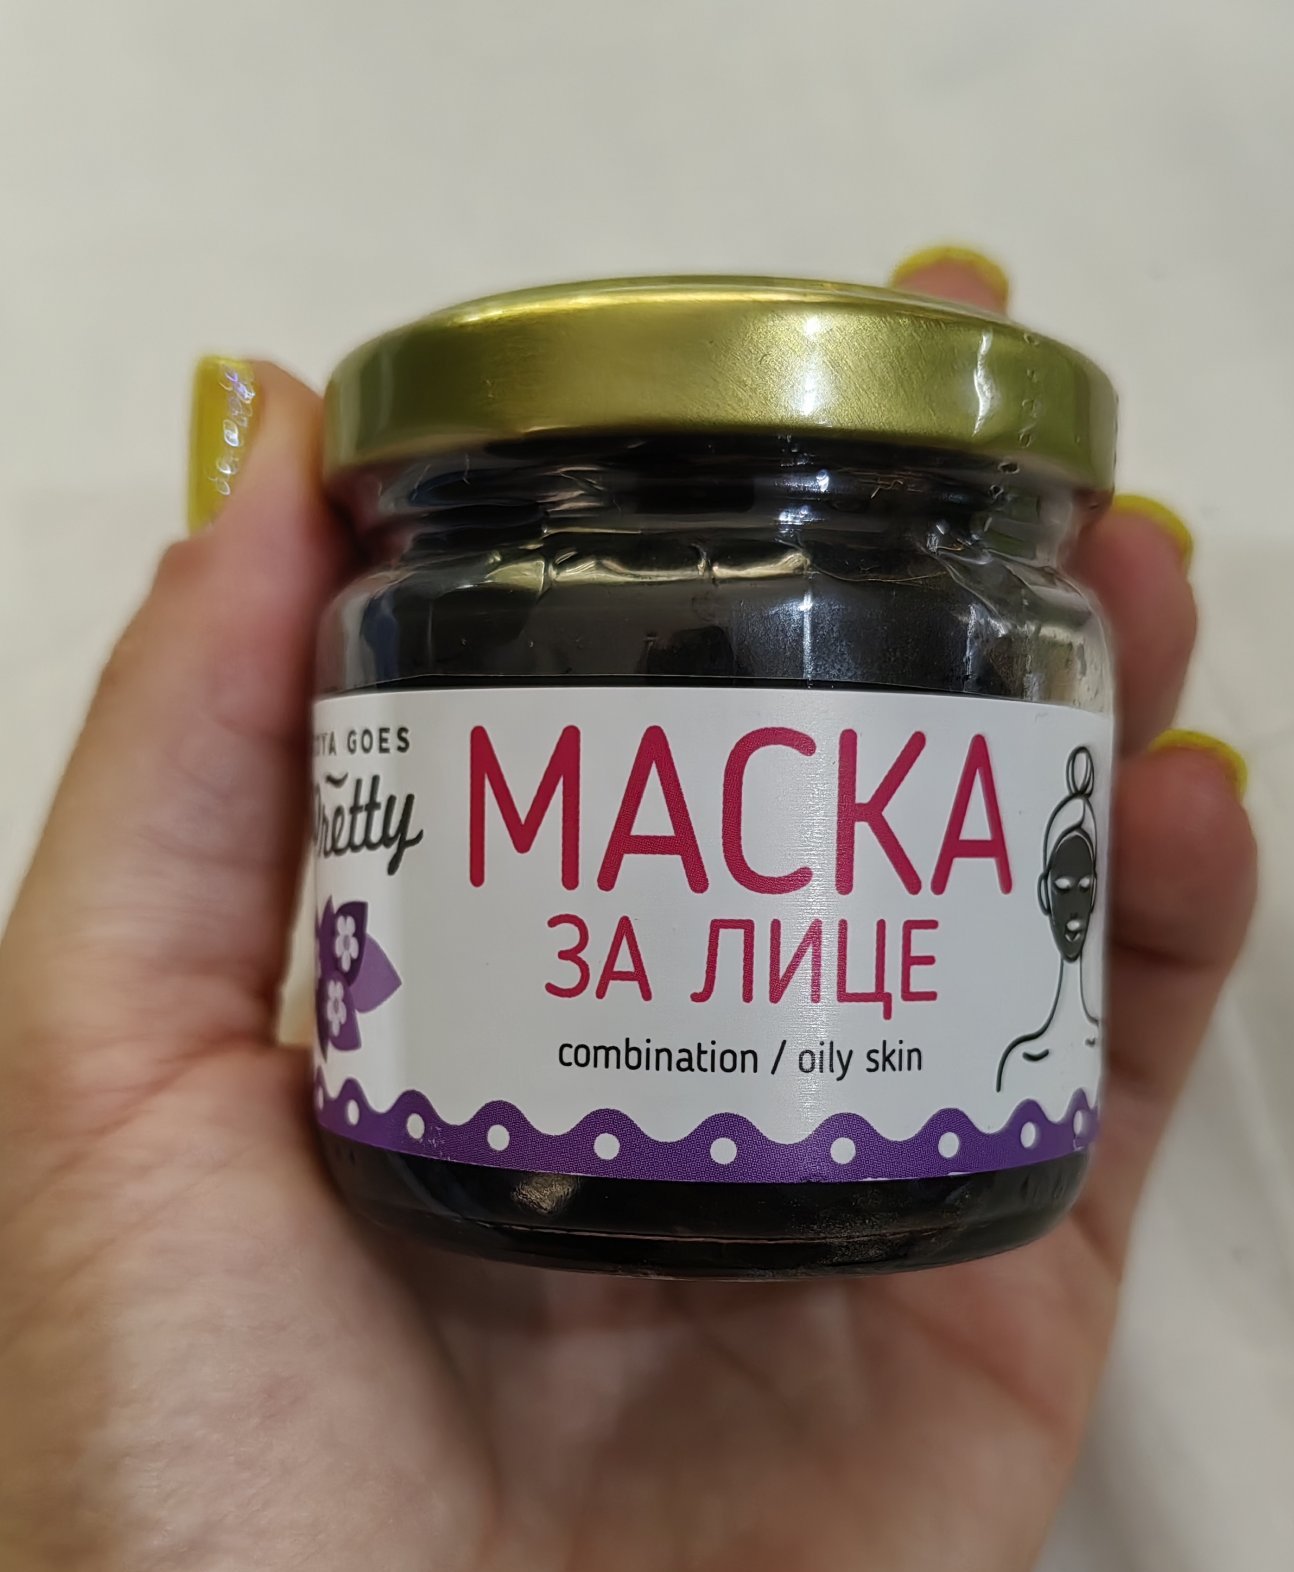 GOES
Pretty
МАСКА
ЗА ЛИЦЕ
combination / oily skin